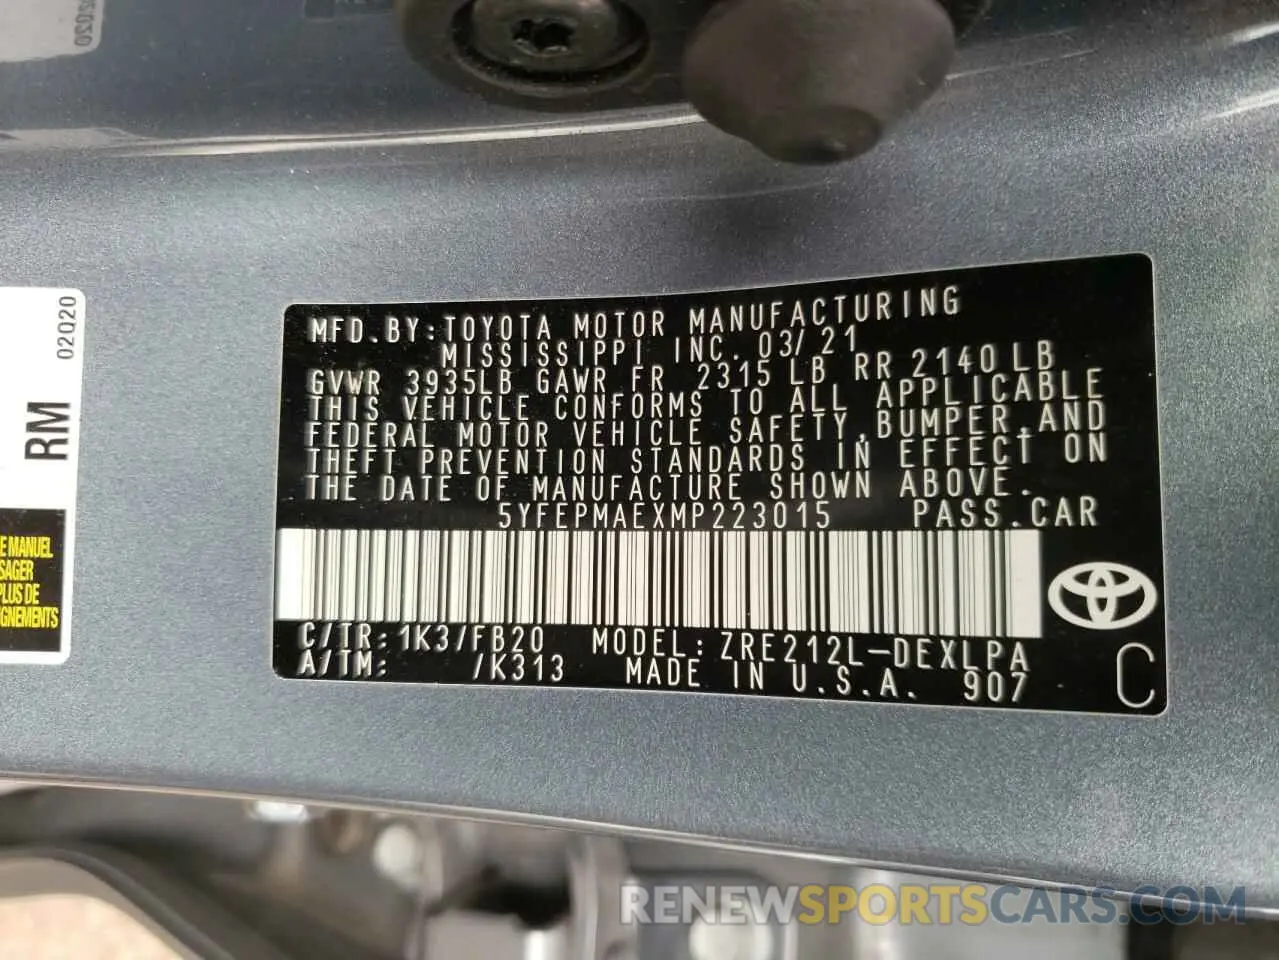 MFD.BY:TOYOTA MOTOR MANUFACTURING
MISSISSIPPI INC. 03/21
GVWR 3935LB GAWR FR 2315 LB RR 2140 LB
THIS VEHICLE CONFORMS TO ALL APPLICABLE
FEDERAL MOTOR VEHICLE SAFETY,BUMPER,AND
THEFT PREVENTION STANDARDS IN EFFECT ON
THE DATE OF MANUFACTURE SHOWN ABOVE.
5YFEPMAEXMP223015 PASS.CAR
C/TR:1K3/FB20 MODEL:ZRE212L-DEXLPA
A/TM: /K313 MADE IN U.S.A. 907
C
RM
02Q20
E MANUEL
SAGER
PLUS DE
IGNEMENTS
RENEWSPORTSCARS.COM